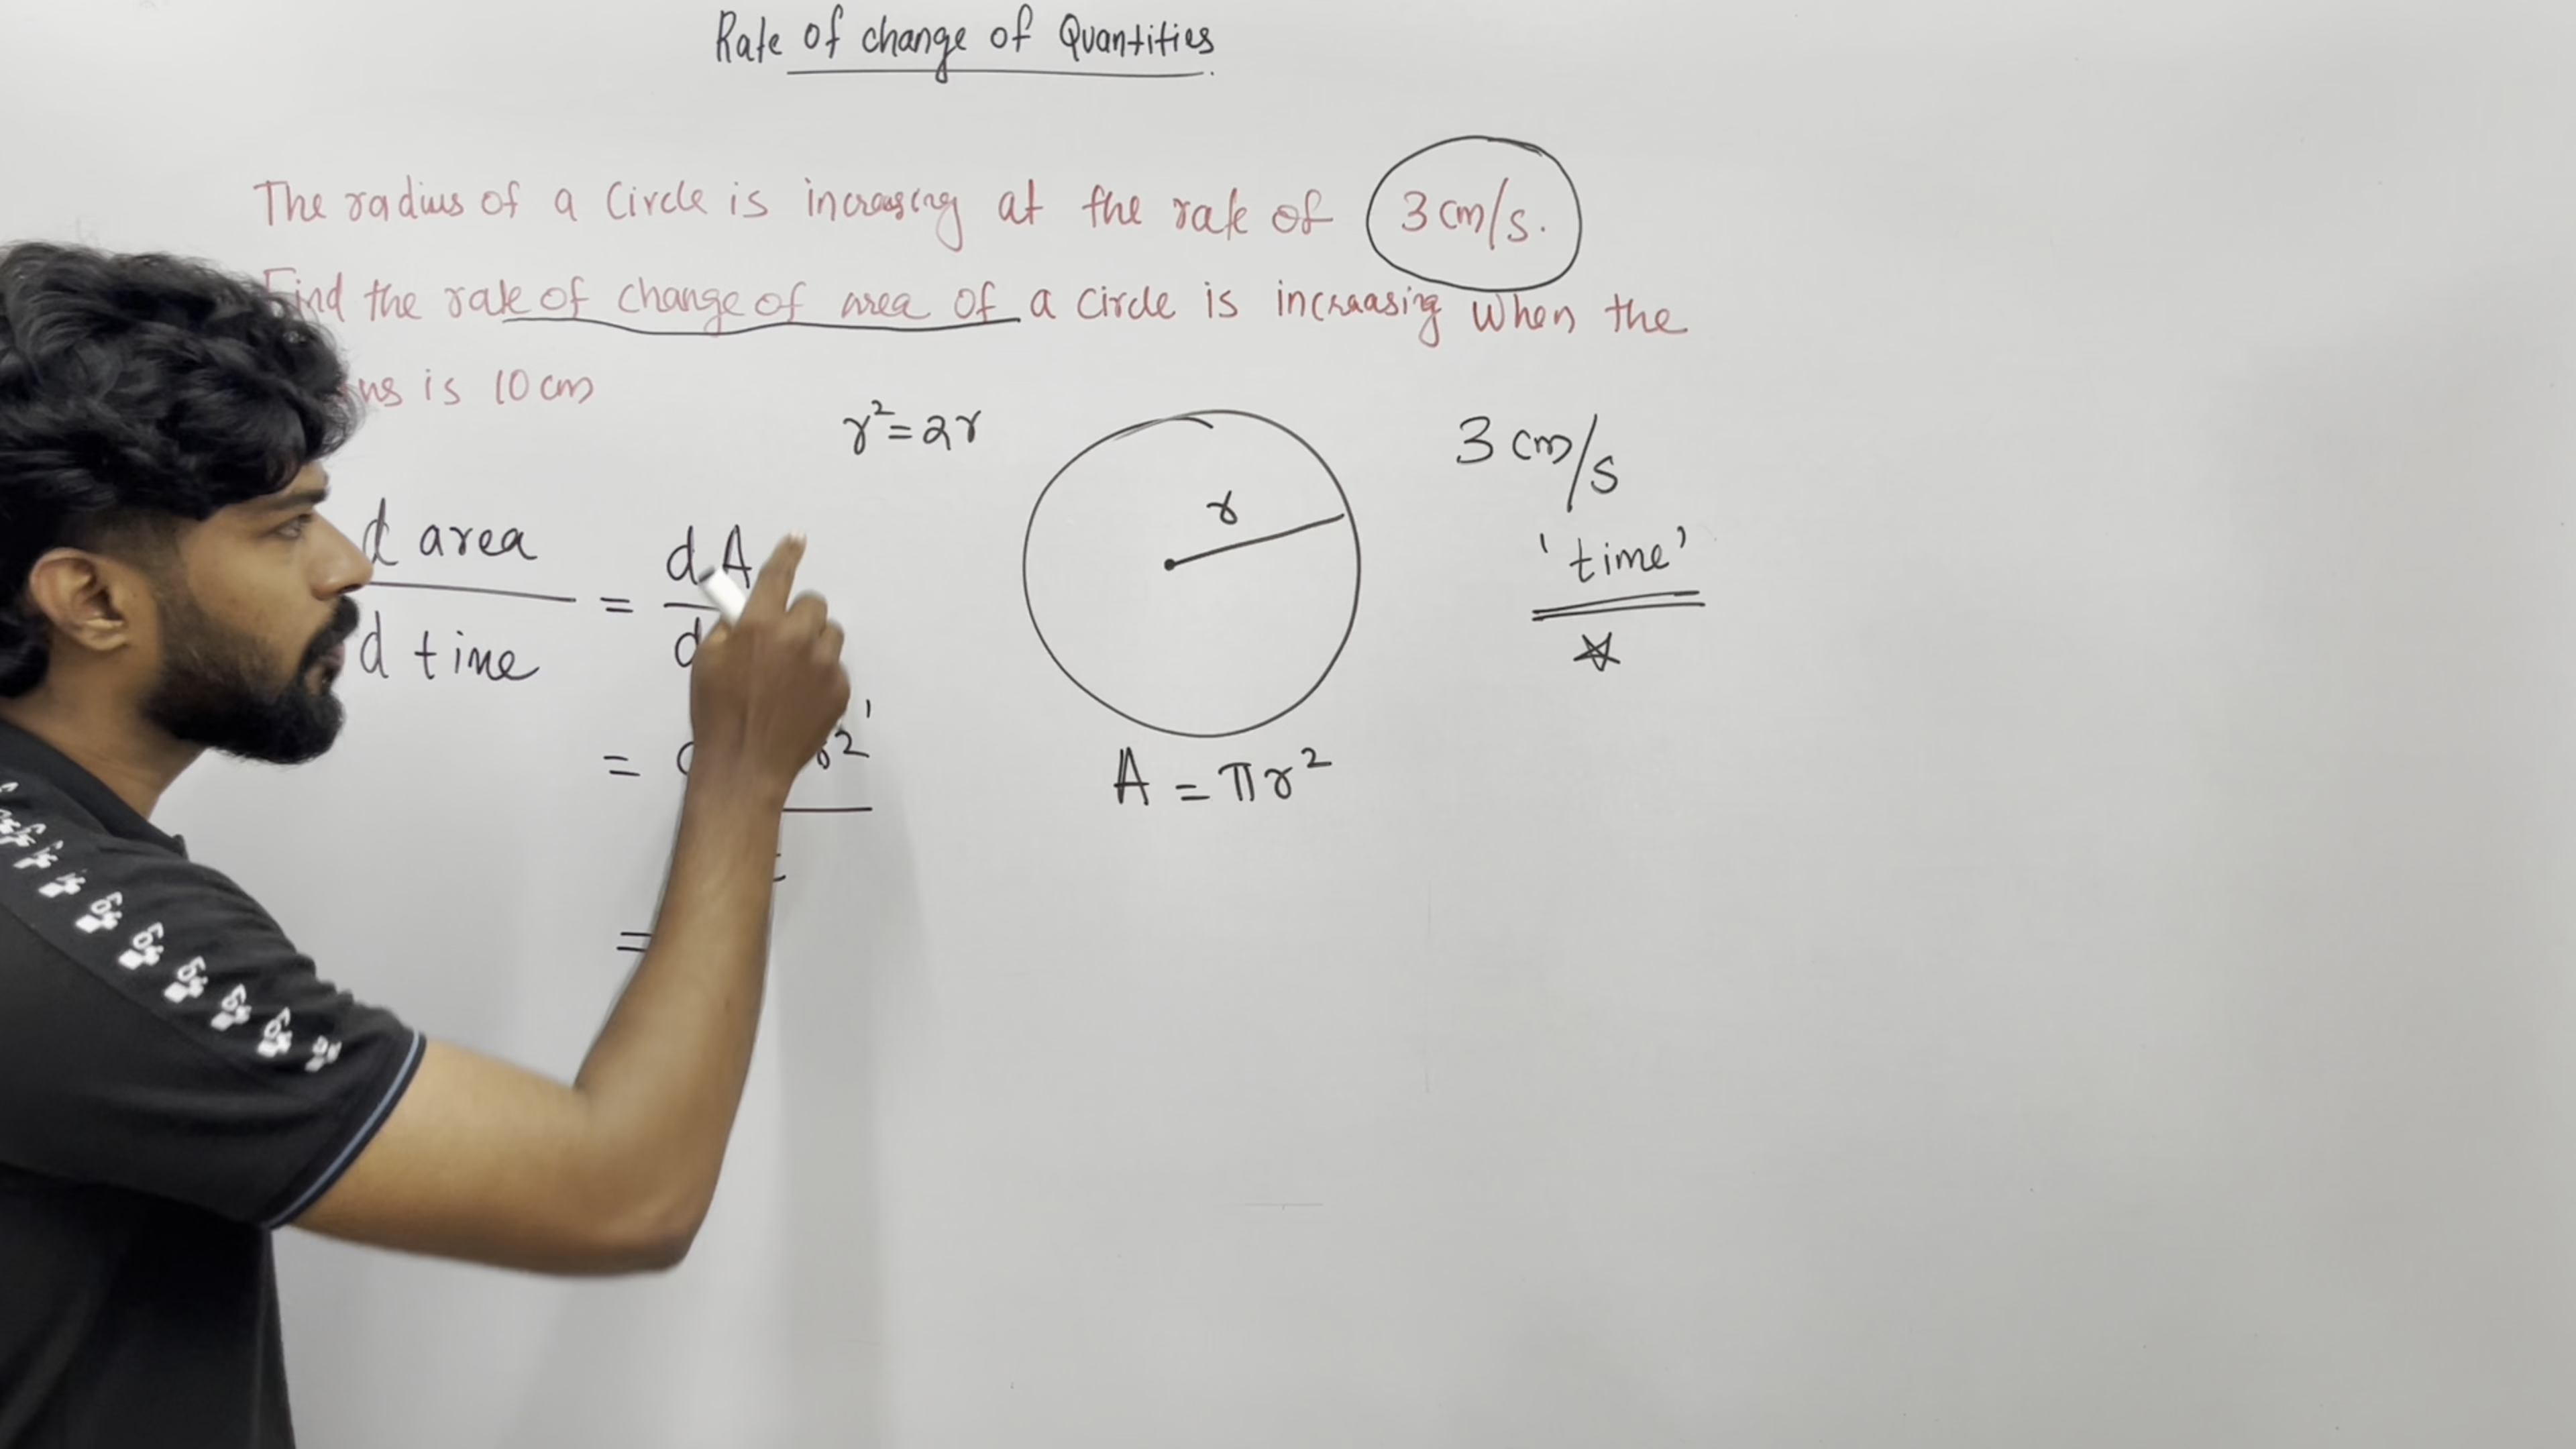 Rate of change of Quantities
The radius of a Circle is increasing at the rate of 3 cm/s.
Find the rate of change of area of a circle is increaasing when the
is 10 cm
r² = 2r
3 cm/s
r
'time'
d area / d time = dA / d
= r²
A = πr²
=